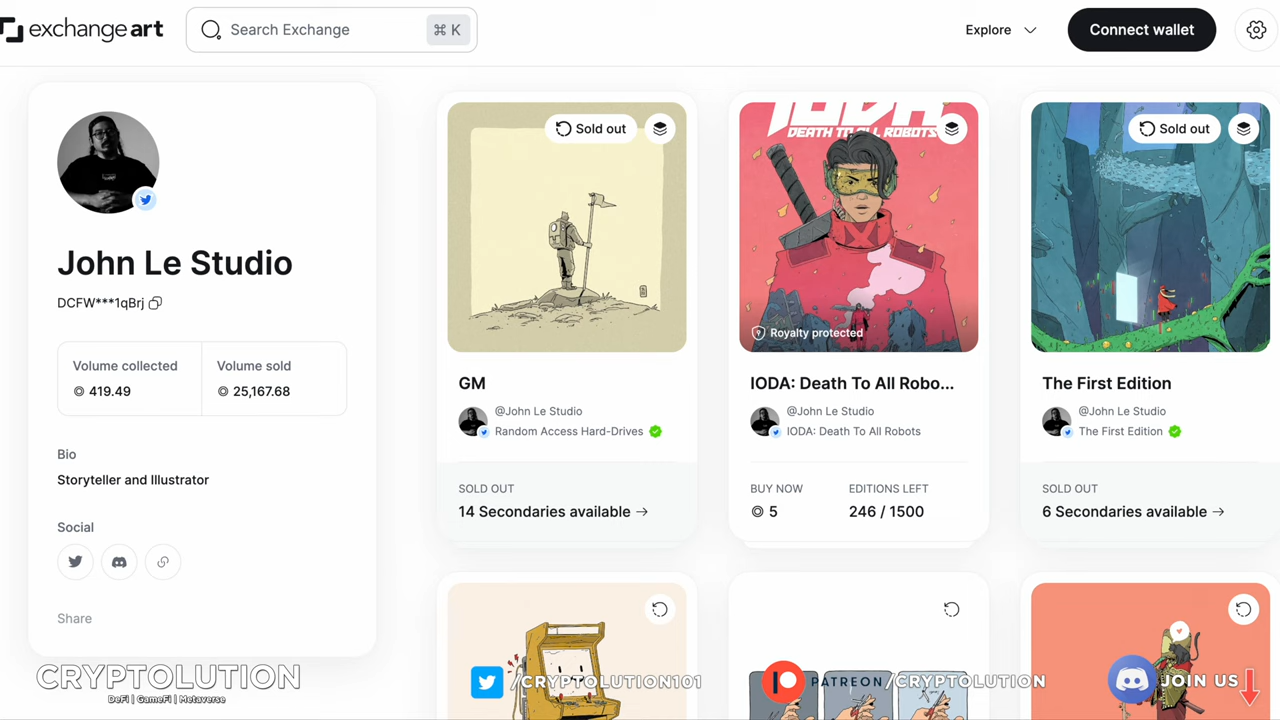 exchange art
Search Exchange
⌘ K
Explore
Connect wallet
John Le Studio
DCFW***1qBrj
Volume collected
419.49
Volume sold
25,167.68
Bio
Storyteller and Illustrator
Social
Share
Sold out
GM
@John Le Studio
Random Access Hard-Drives
SOLD OUT
14 Secondaries available →
IODA
DEATH TO ALL ROBOTS
Royalty protected
IODA: Death To All Robo...
@John Le Studio
IODA: Death To All Robots
BUY NOW
5
EDITIONS LEFT
246 / 1500
Sold out
The First Edition
@John Le Studio
The First Edition
SOLD OUT
6 Secondaries available →
CRYPTOLUTION
DeFi | GameFi | Metaverse
/CRYPTOLUTION101
PATREON/CRYPTOLUTION
JOIN US